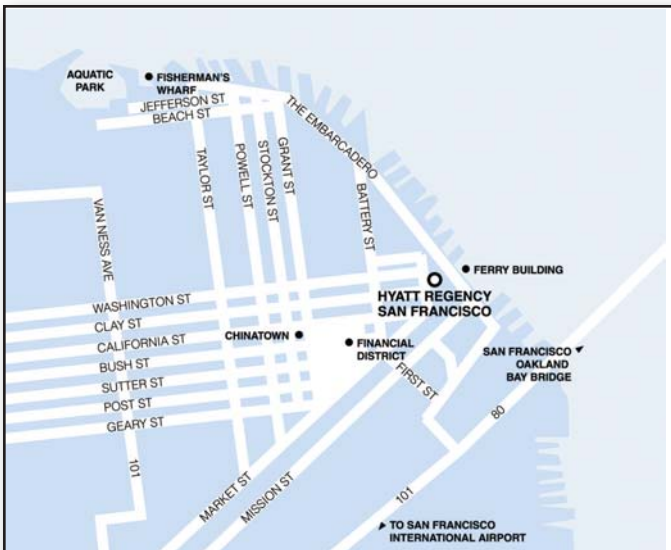 AQUATIC
PARK
FISHERMAN'S
WHARF
JEFFERSON ST
BEACH ST
THE EMBARCADERO
TAYLOR ST
POWELL ST
STOCKTON ST
GRANT ST
BATTERY ST
VAN NESS AVE
FERRY BUILDING
HYATT REGENCY
SAN FRANCISCO
WASHINGTON ST
CLAY ST
CALIFORNIA ST
BUSH ST
SUTTER ST
POST ST
GEARY ST
CHINATOWN
FINANCIAL
DISTRICT
SAN FRANCISCO
OAKLAND
BAY BRIDGE
FIRST ST
80
101
MARKET ST
MISSION ST
101
TO SAN FRANCISCO
INTERNATIONAL AIRPORT